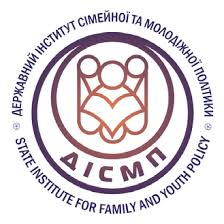 ДЕРЖАВНИЙ ІНСТИТУТ СІМЕЙНОЇ ТА МОЛОДІЖНОЇ ПОЛІТИКИ
ДІСМП
STATE INSTITUTE FOR FAMILY AND YOUTH POLICY